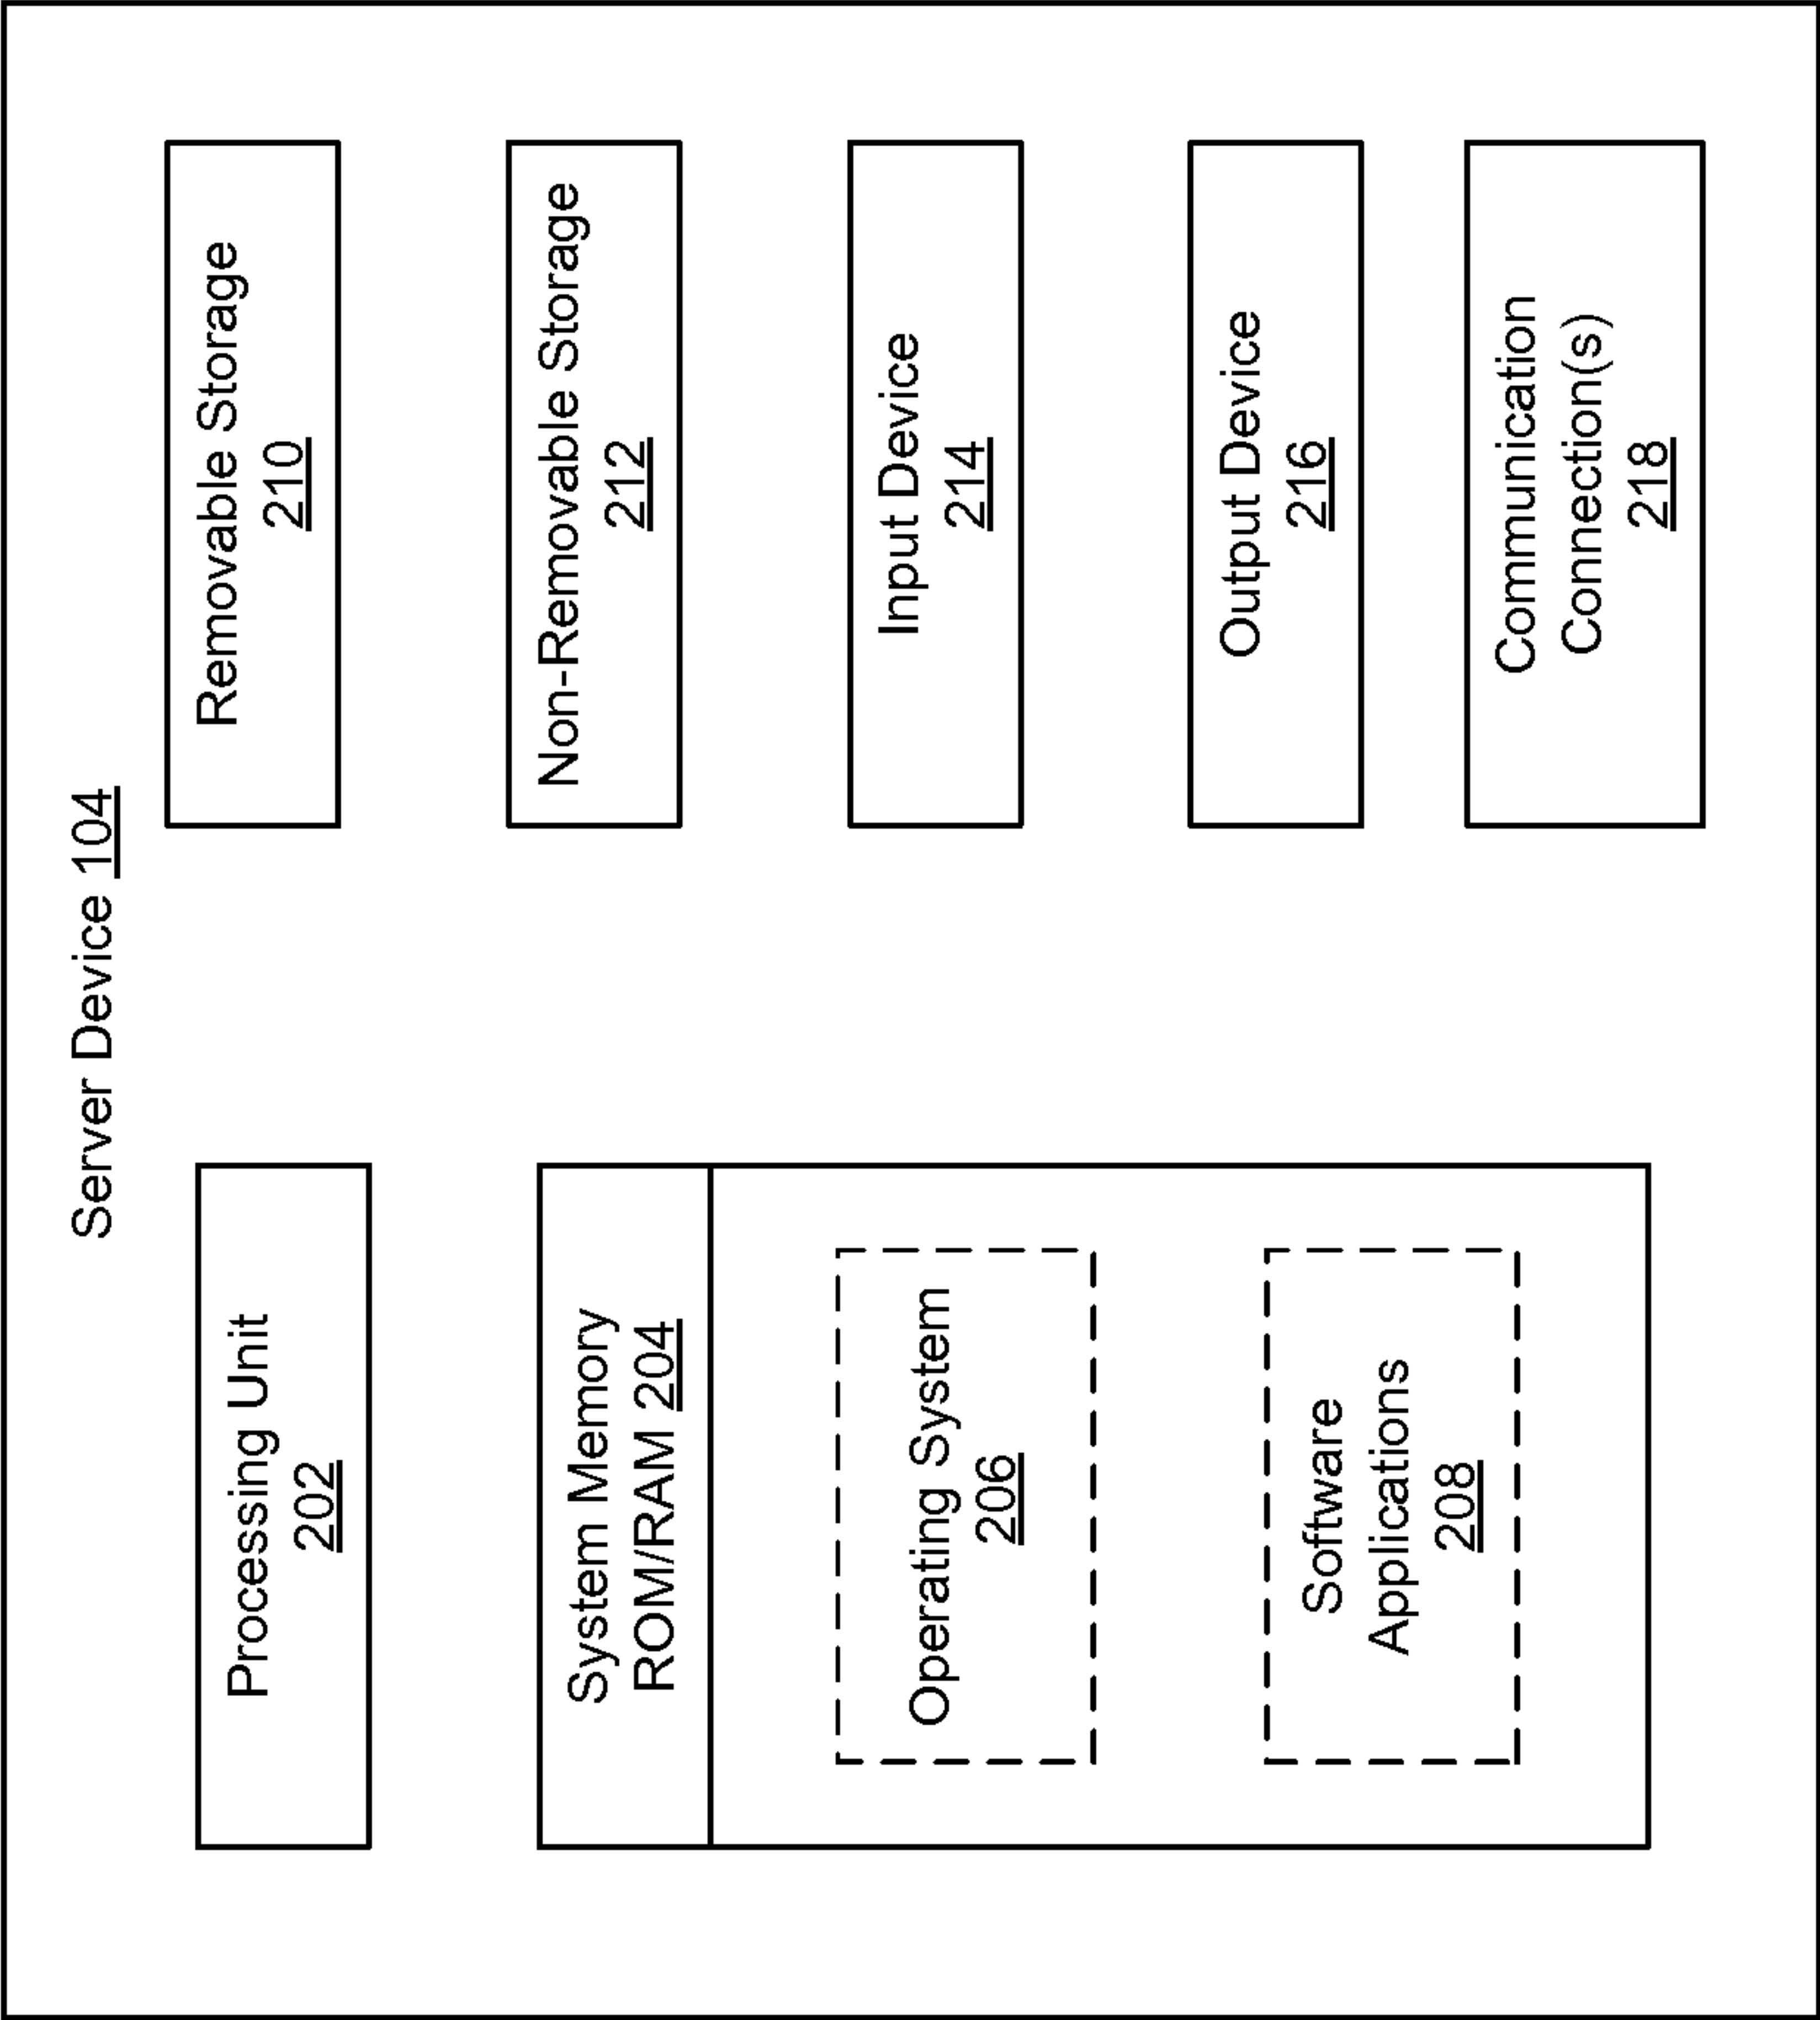 Server Device 104
Processing Unit
202
System Memory
ROM/RAM 204
Operating System
206
Software
Applications
208
Removable Storage
210
Non-Removable Storage
212
Input Device
214
Output Device
216
Communication
Connection(s)
218